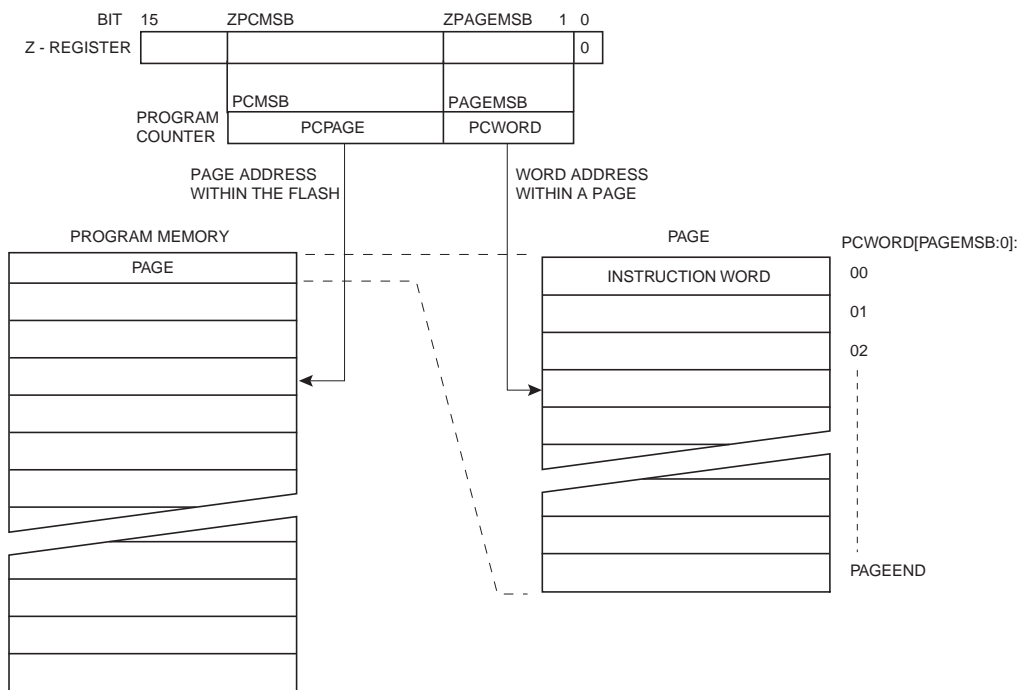 BIT 15 ZPCMSB ZPAGEMSB 1 0
Z - REGISTER 0
PCMSB PAGEMSB
PROGRAM
COUNTER
PCPAGE PCWORD
PAGE ADDRESS
WITHIN THE FLASH
WORD ADDRESS
WITHIN A PAGE
PROGRAM MEMORY
PAGE
PAGE
PCWORD[PAGEMSB:0]:
INSTRUCTION WORD
00
01
02
PAGEEND